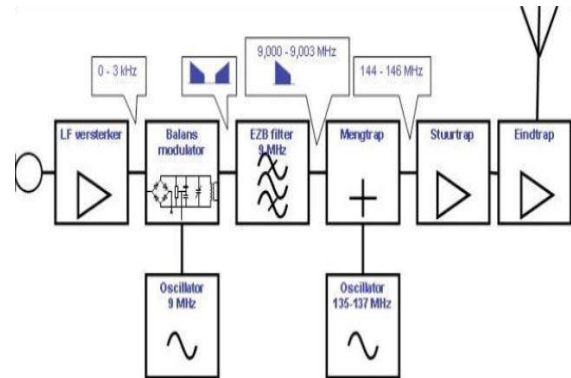 9,000 - 9,003 MHz
0 - 3 kHz
144 - 146 MHz
LF versterker
Balans
modulator
EZB filter
9 MHz
Mengtrap
Stuurtrap
Eindtrap
Oscillator
9 MHz
Oscillator
135-137 MHz